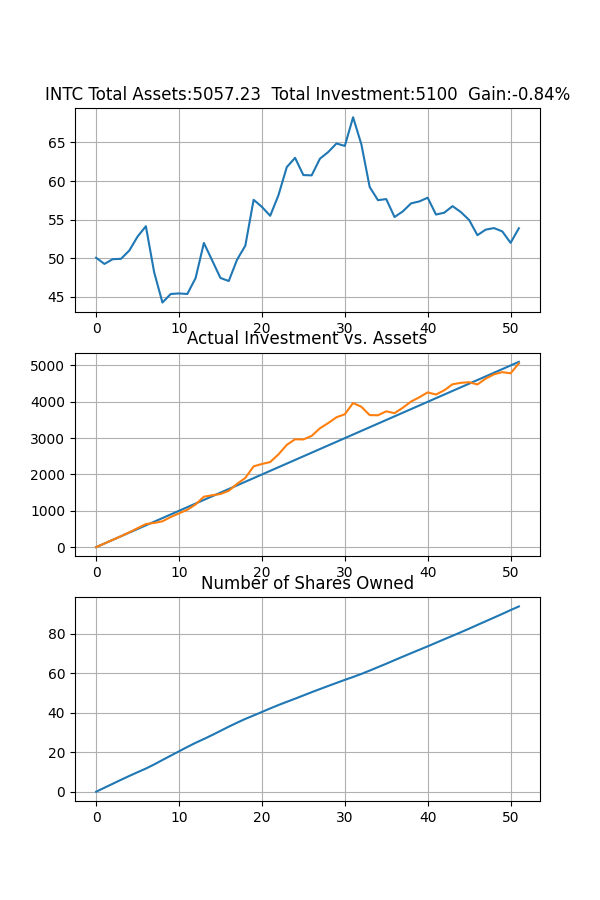 INTC Total Assets:5057.23  Total Investment:5100  Gain:-0.84%
65
60
55
50
45
0 10 20 30 40 50
Actual Investment vs. Assets
5000
4000
3000
2000
1000
0
0 10 20 30 40 50
Number of Shares Owned
80
60
40
20
0
0 10 20 30 40 50